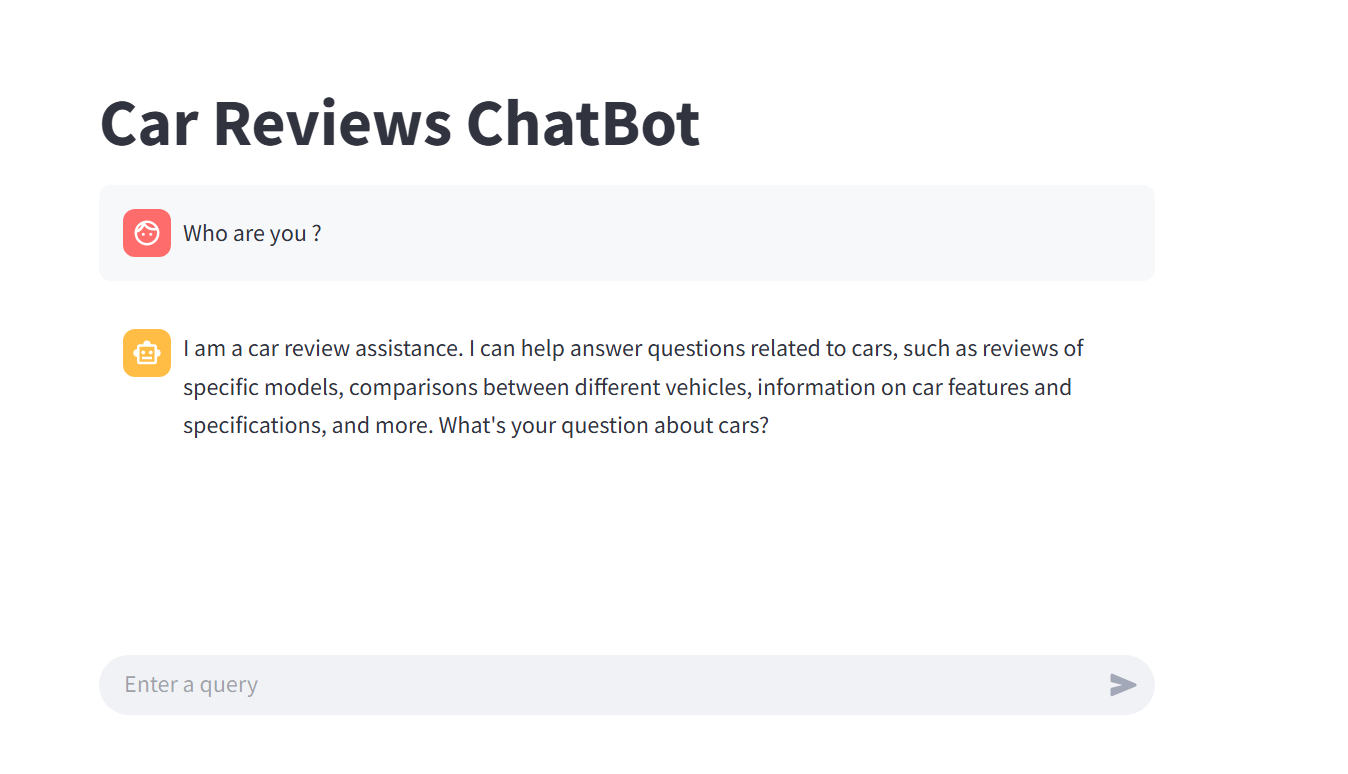 Car Reviews ChatBot
Who are you ?
I am a car review assistance. I can help answer questions related to cars, such as reviews of
specific models, comparisons between different vehicles, information on car features and
specifications, and more. What's your question about cars?
Enter a query